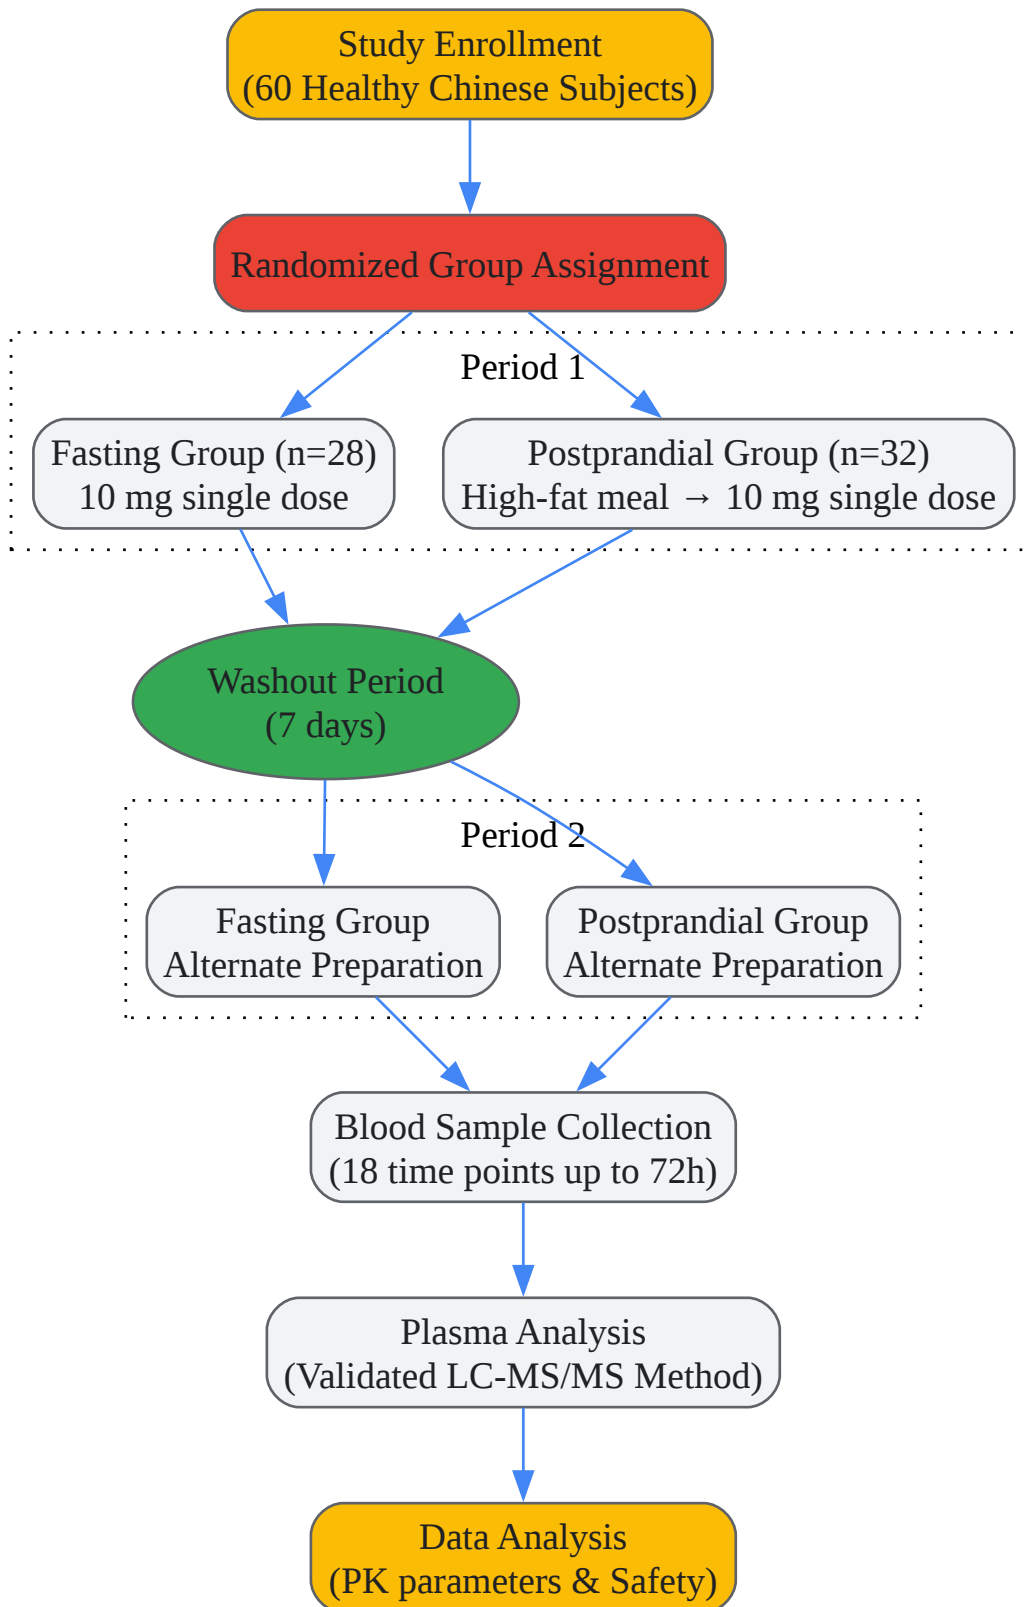 Study Enrollment
(60 Healthy Chinese Subjects)
Randomized Group Assignment
Period 1
Fasting Group (n=28)
10 mg single dose
Postprandial Group (n=32)
High-fat meal → 10 mg single dose
Washout Period
(7 days)
Period 2
Fasting Group
Alternate Preparation
Postprandial Group
Alternate Preparation
Blood Sample Collection
(18 time points up to 72h)
Plasma Analysis
(Validated LC-MS/MS Method)
Data Analysis
(PK parameters & Safety)